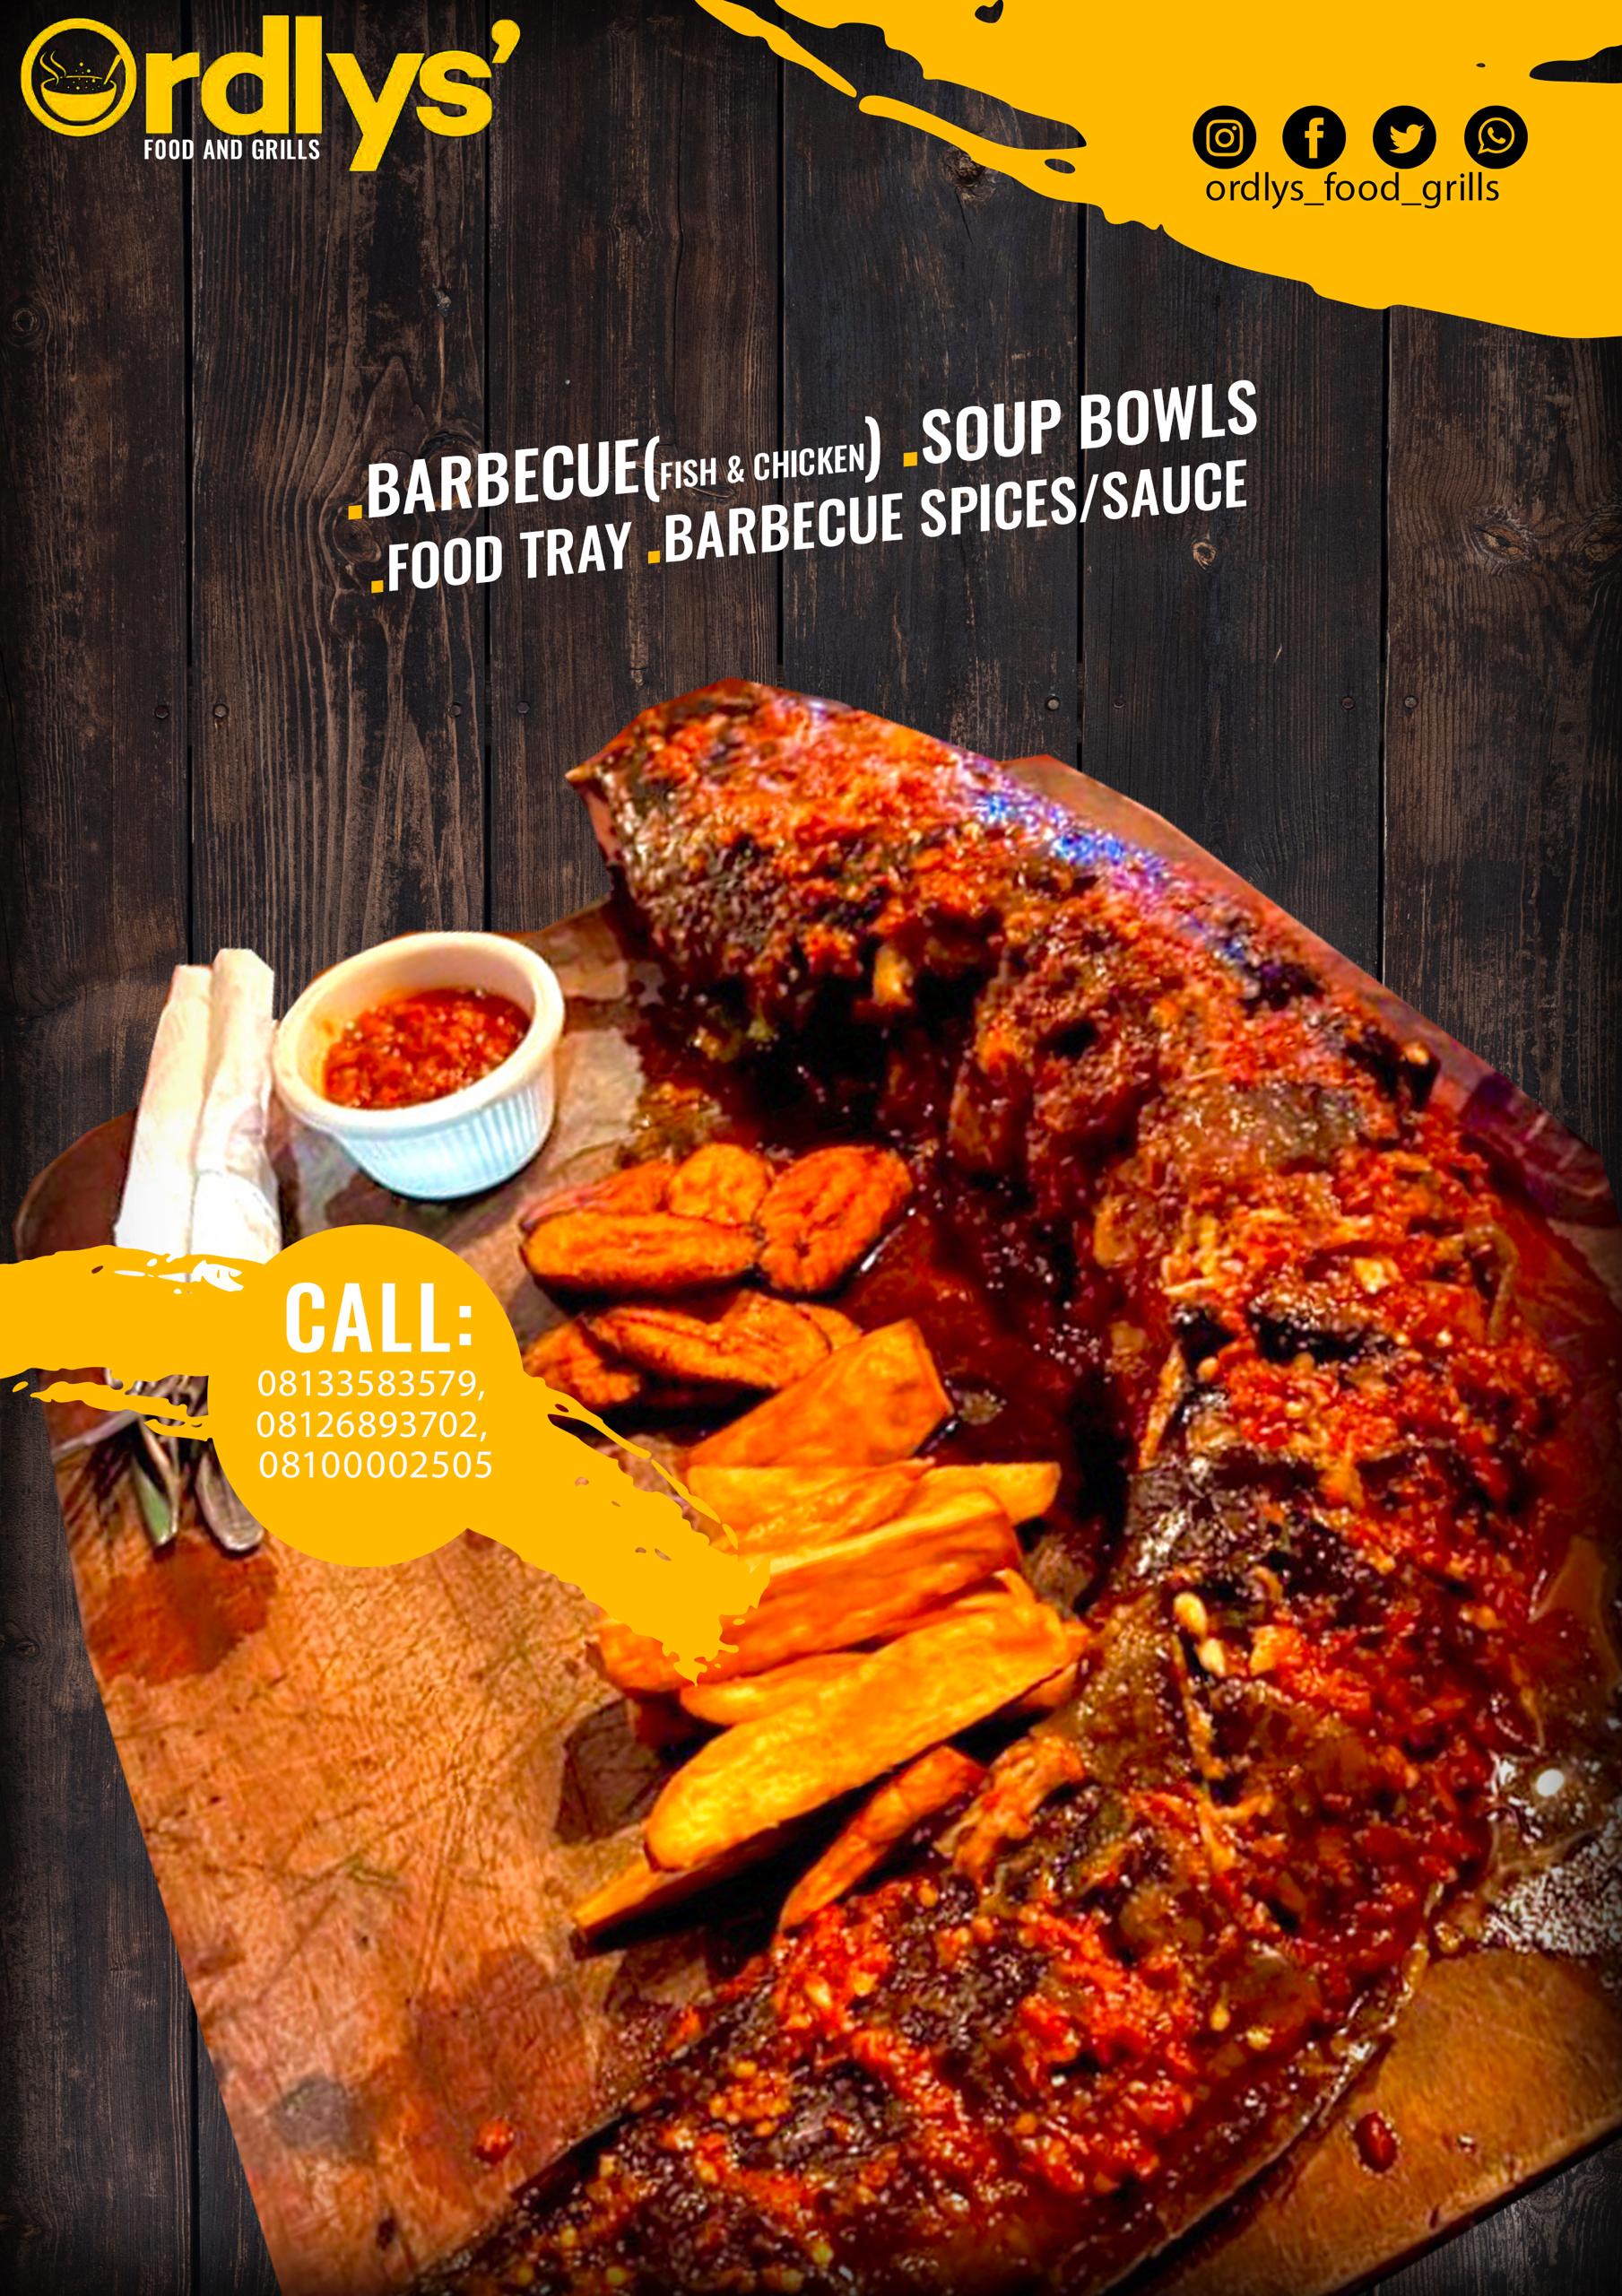 Ordlys'
FOOD AND GRILLS
ordlys_food_grills
.BARBECUE(FISH & CHICKEN) .SOUP BOWLS
.FOOD TRAY .BARBECUE SPICES/SAUCE
CALL:
08133583579,
08126893702,
08100002505